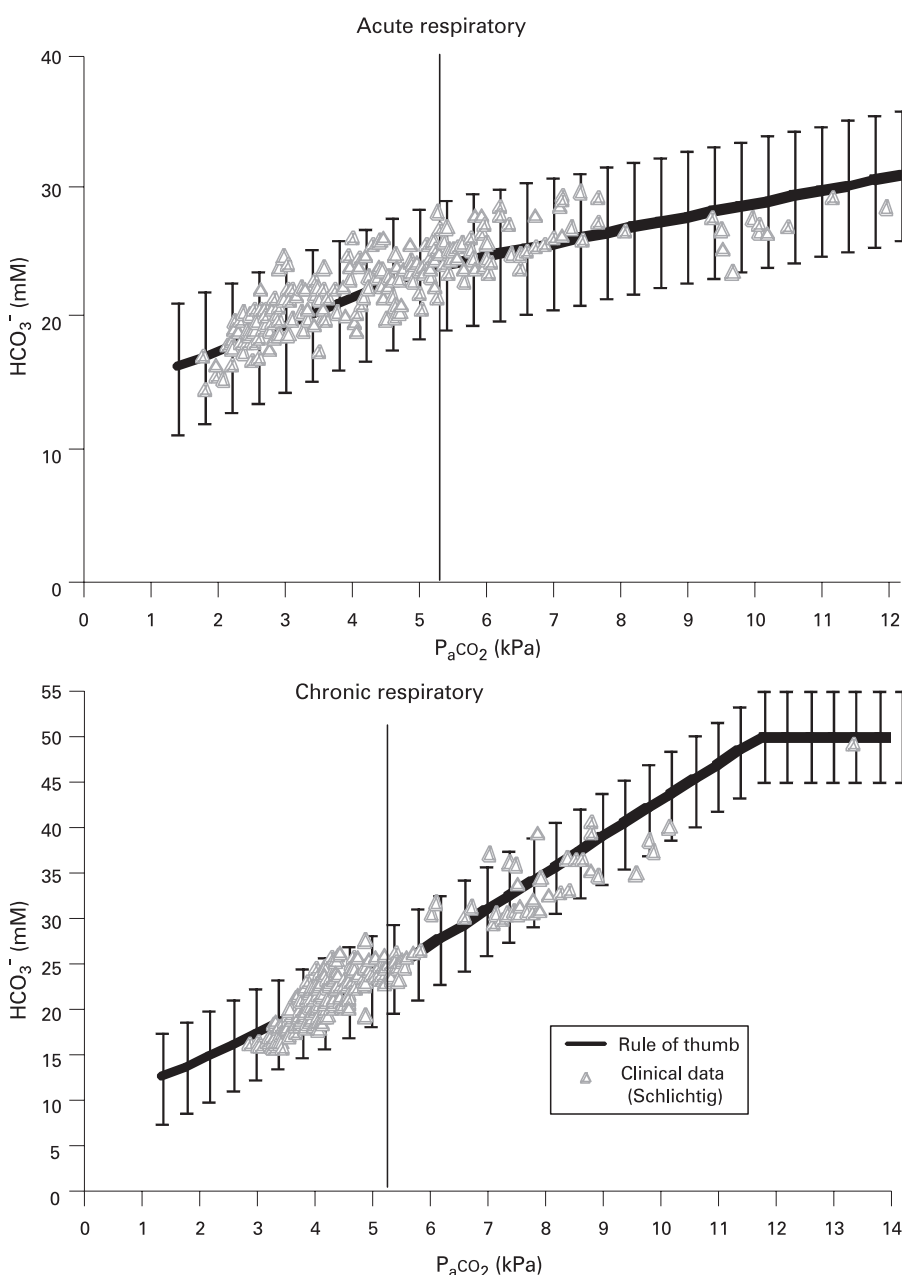 Acute respiratory
40
30
20
10
0
HCO₃⁻ (mM)
0 1 2 3 4 5 6 7 8 9 10 11 12
PₐCO₂ (kPa)
Chronic respiratory
55
50
45
40
35
30
25
20
15
10
5
0
HCO₃⁻ (mM)
Rule of thumb
Clinical data
(Schlichtig)
0 1 2 3 4 5 6 7 8 9 10 11 12 13 14
PₐCO₂ (kPa)